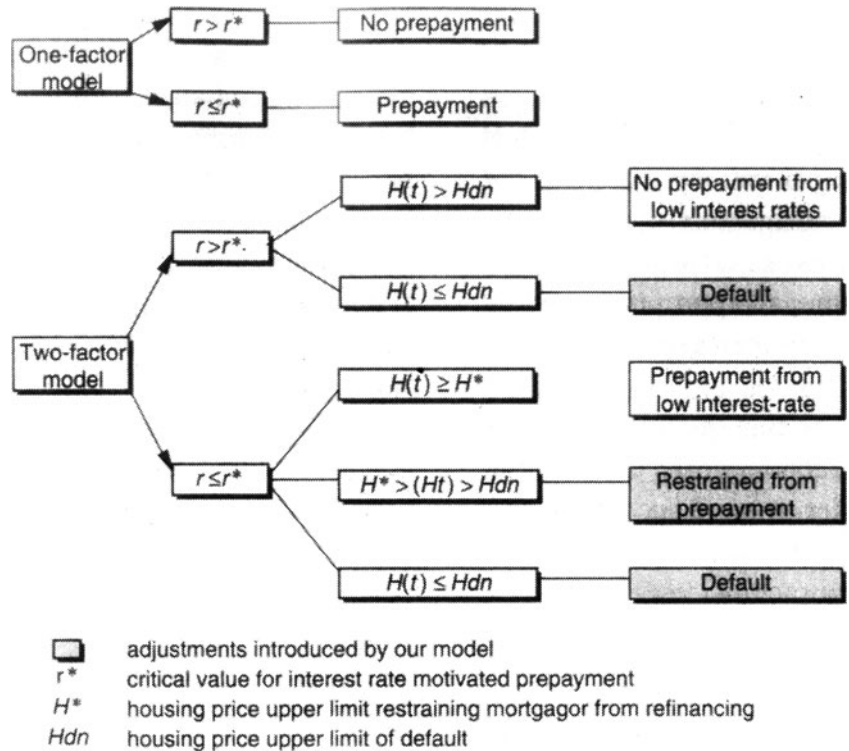 One-factor
model
r > r*
No prepayment
r ≤ r*
Prepayment
Two-factor
model
r > r*.
H(t) > Hdn
No prepayment from
low interest rates
H(t) ≤ Hdn
Default
r ≤ r*
H(t) ≥ H*
Prepayment from
low interest-rate
H* > (Ht) > Hdn
Restrained from
prepayment
H(t) ≤ Hdn
Default
adjustments introduced by our model
r* critical value for interest rate motivated prepayment
H* housing price upper limit restraining mortgagor from refinancing
Hdn housing price upper limit of default